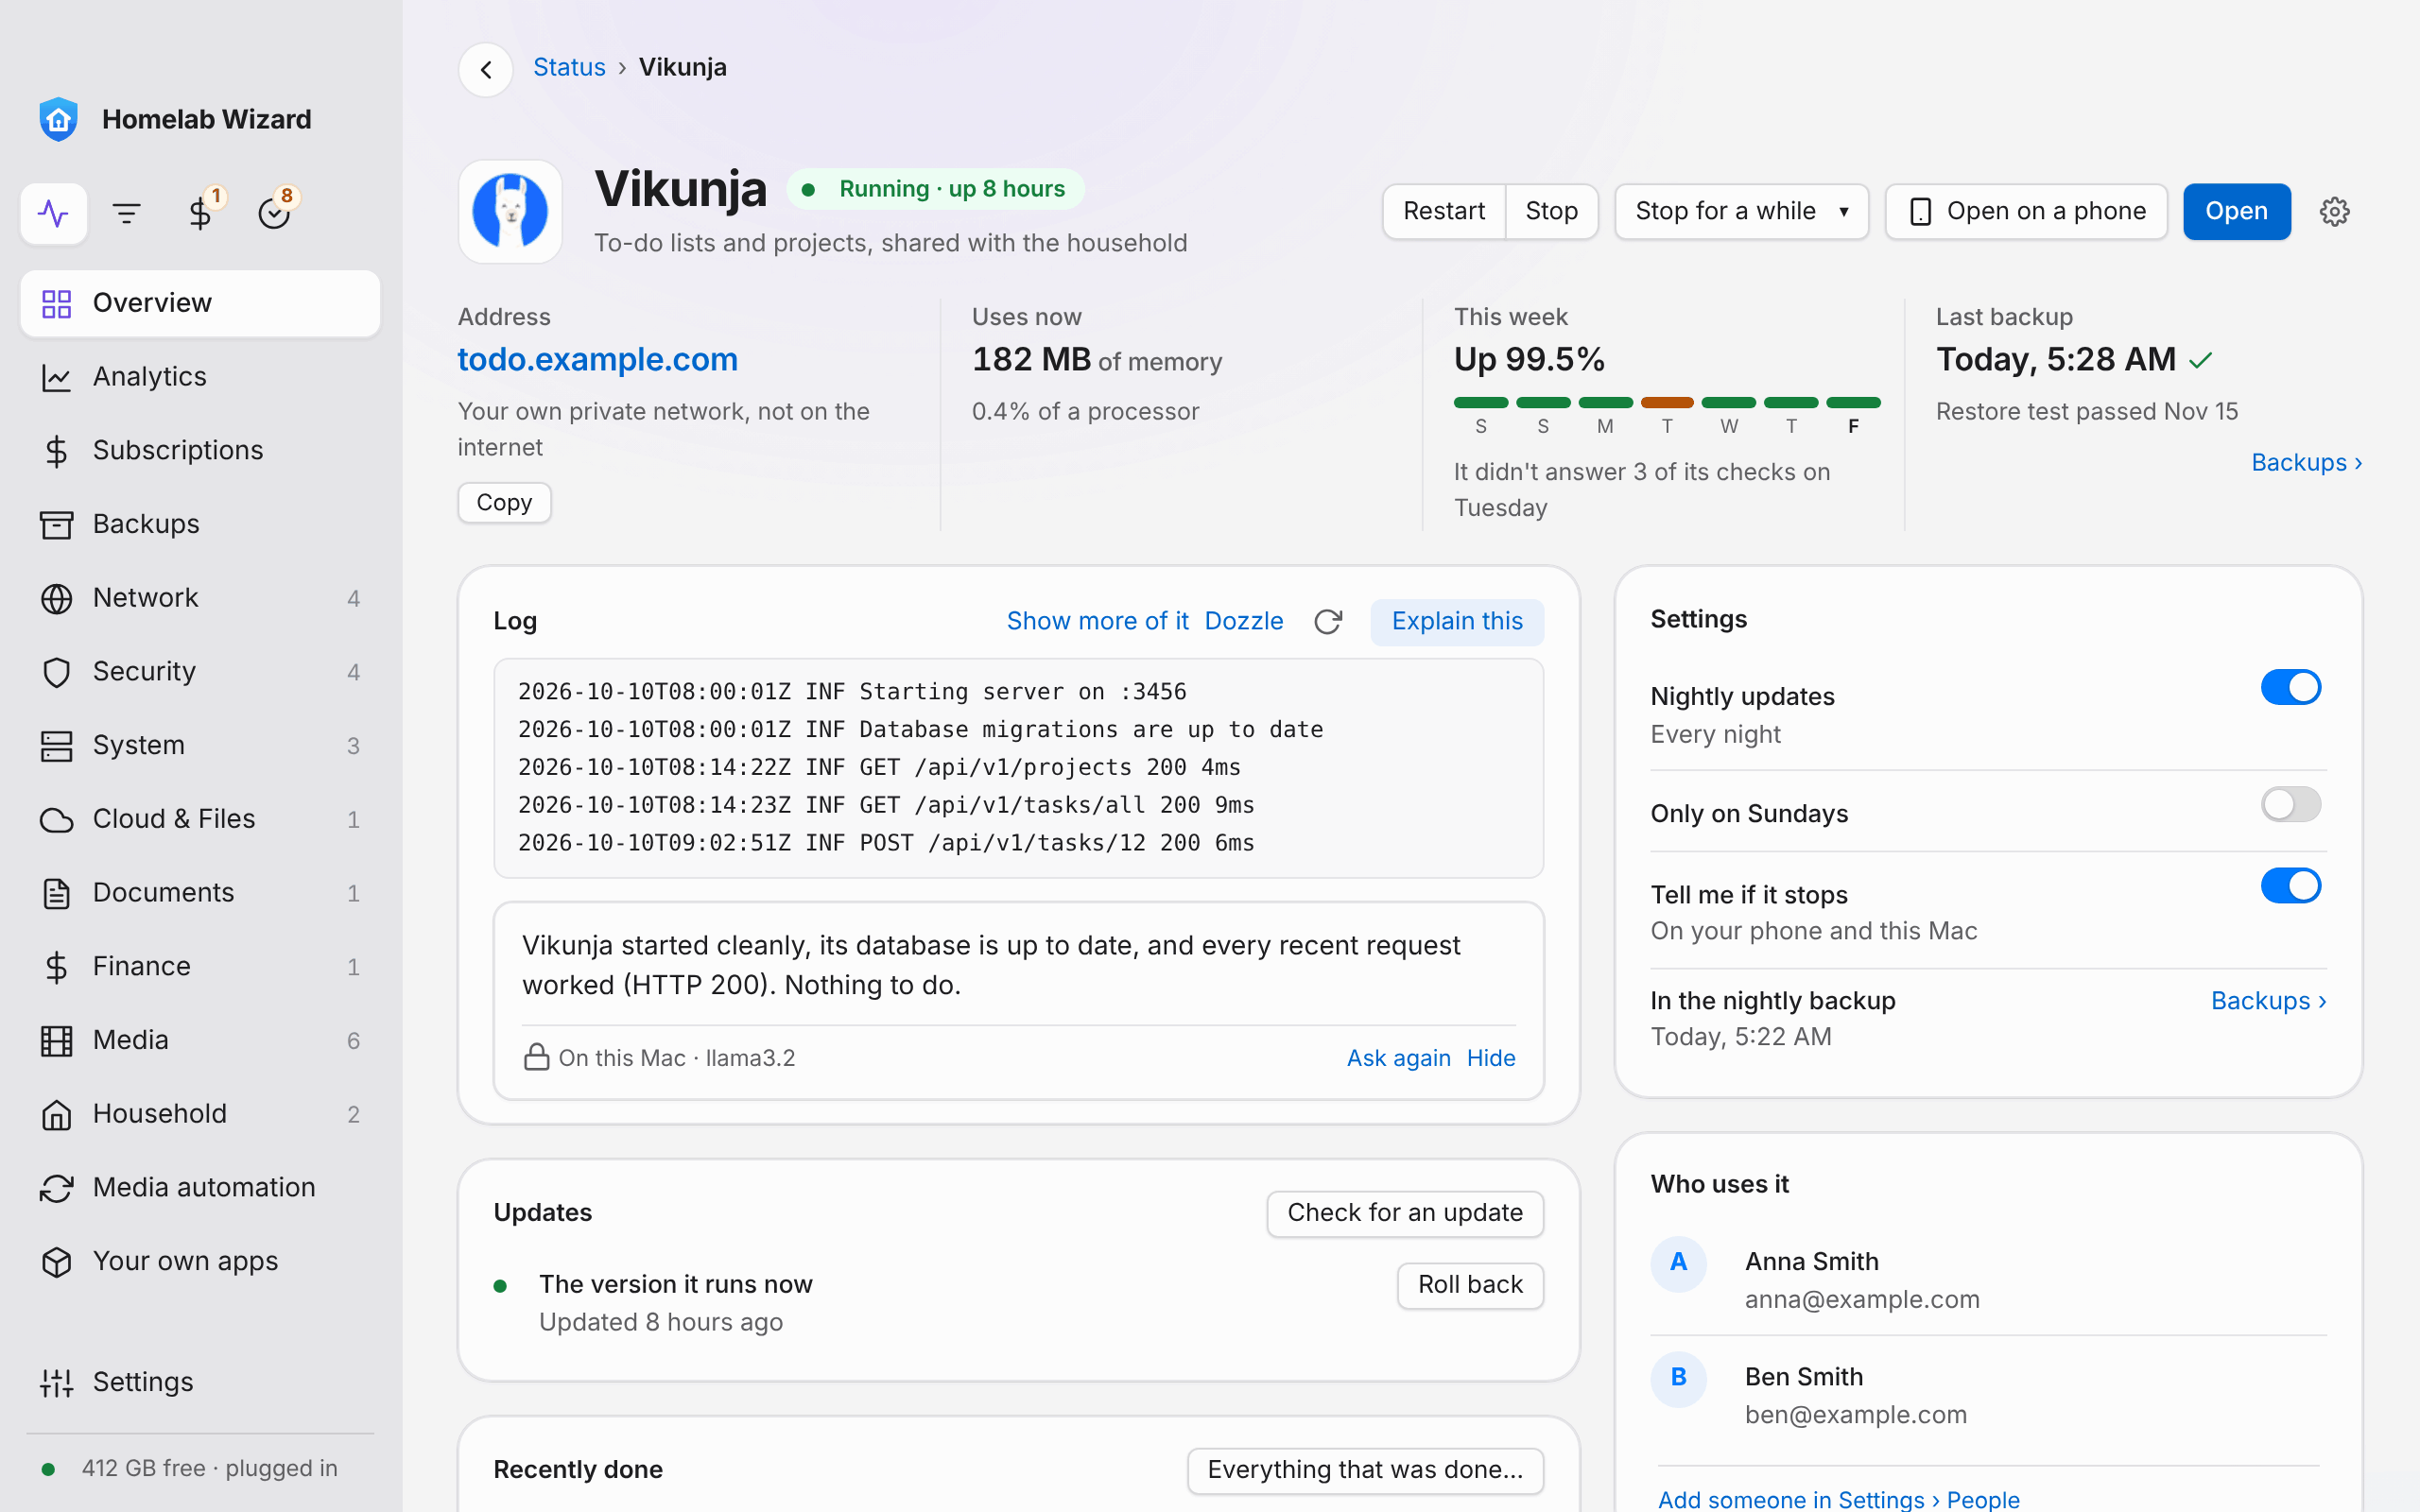 Homelab Wizard
1
8
Overview
Analytics
Subscriptions
Backups
Network 4
Security 4
System 3
Cloud & Files 1
Documents 1
Finance 1
Media 6
Household 2
Media automation
Your own apps
Settings
412 GB free · plugged in
Status › Vikunja
Vikunja
Running · up 8 hours
To-do lists and projects, shared with the household
Restart
Stop
Stop for a while ▾
Open on a phone
Open
Address
todo.example.com
Your own private network, not on the
internet
Copy
Uses now
182 MB of memory
0.4% of a processor
This week
Up 99.5%
S S M T W T F
It didn't answer 3 of its checks on
Tuesday
Last backup
Today, 5:28 AM
Restore test passed Nov 15
Backups ›
Log
Show more of it
Dozzle
Explain this
2026-10-10T08:00:01Z INF Starting server on :3456
2026-10-10T08:00:01Z INF Database migrations are up to date
2026-10-10T08:14:22Z INF GET /api/v1/projects 200 4ms
2026-10-10T08:14:23Z INF GET /api/v1/tasks/all 200 9ms
2026-10-10T09:02:51Z INF POST /api/v1/tasks/12 200 6ms
Vikunja started cleanly, its database is up to date, and every recent request
worked (HTTP 200). Nothing to do.
On this Mac · llama3.2
Ask again
Hide
Updates
Check for an update
The version it runs now
Updated 8 hours ago
Roll back
Recently done
Everything that was done...
Settings
Nightly updates
Every night
Only on Sundays
Tell me if it stops
On your phone and this Mac
In the nightly backup
Today, 5:22 AM
Backups ›
Who uses it
A
Anna Smith
anna@example.com
B
Ben Smith
ben@example.com
Add someone in Settings › People